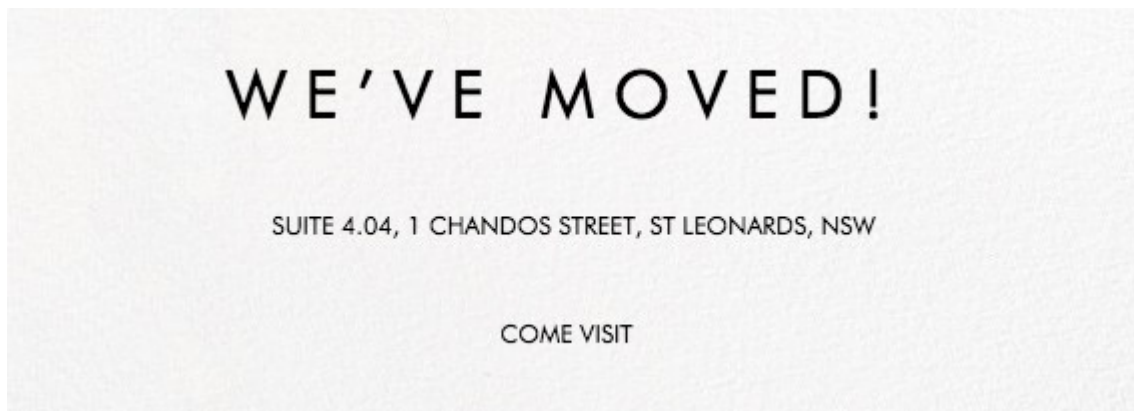 WE’VE MOVED!
SUITE 4.04, 1 CHANDOS STREET, ST LEONARDS, NSW
COME VISIT